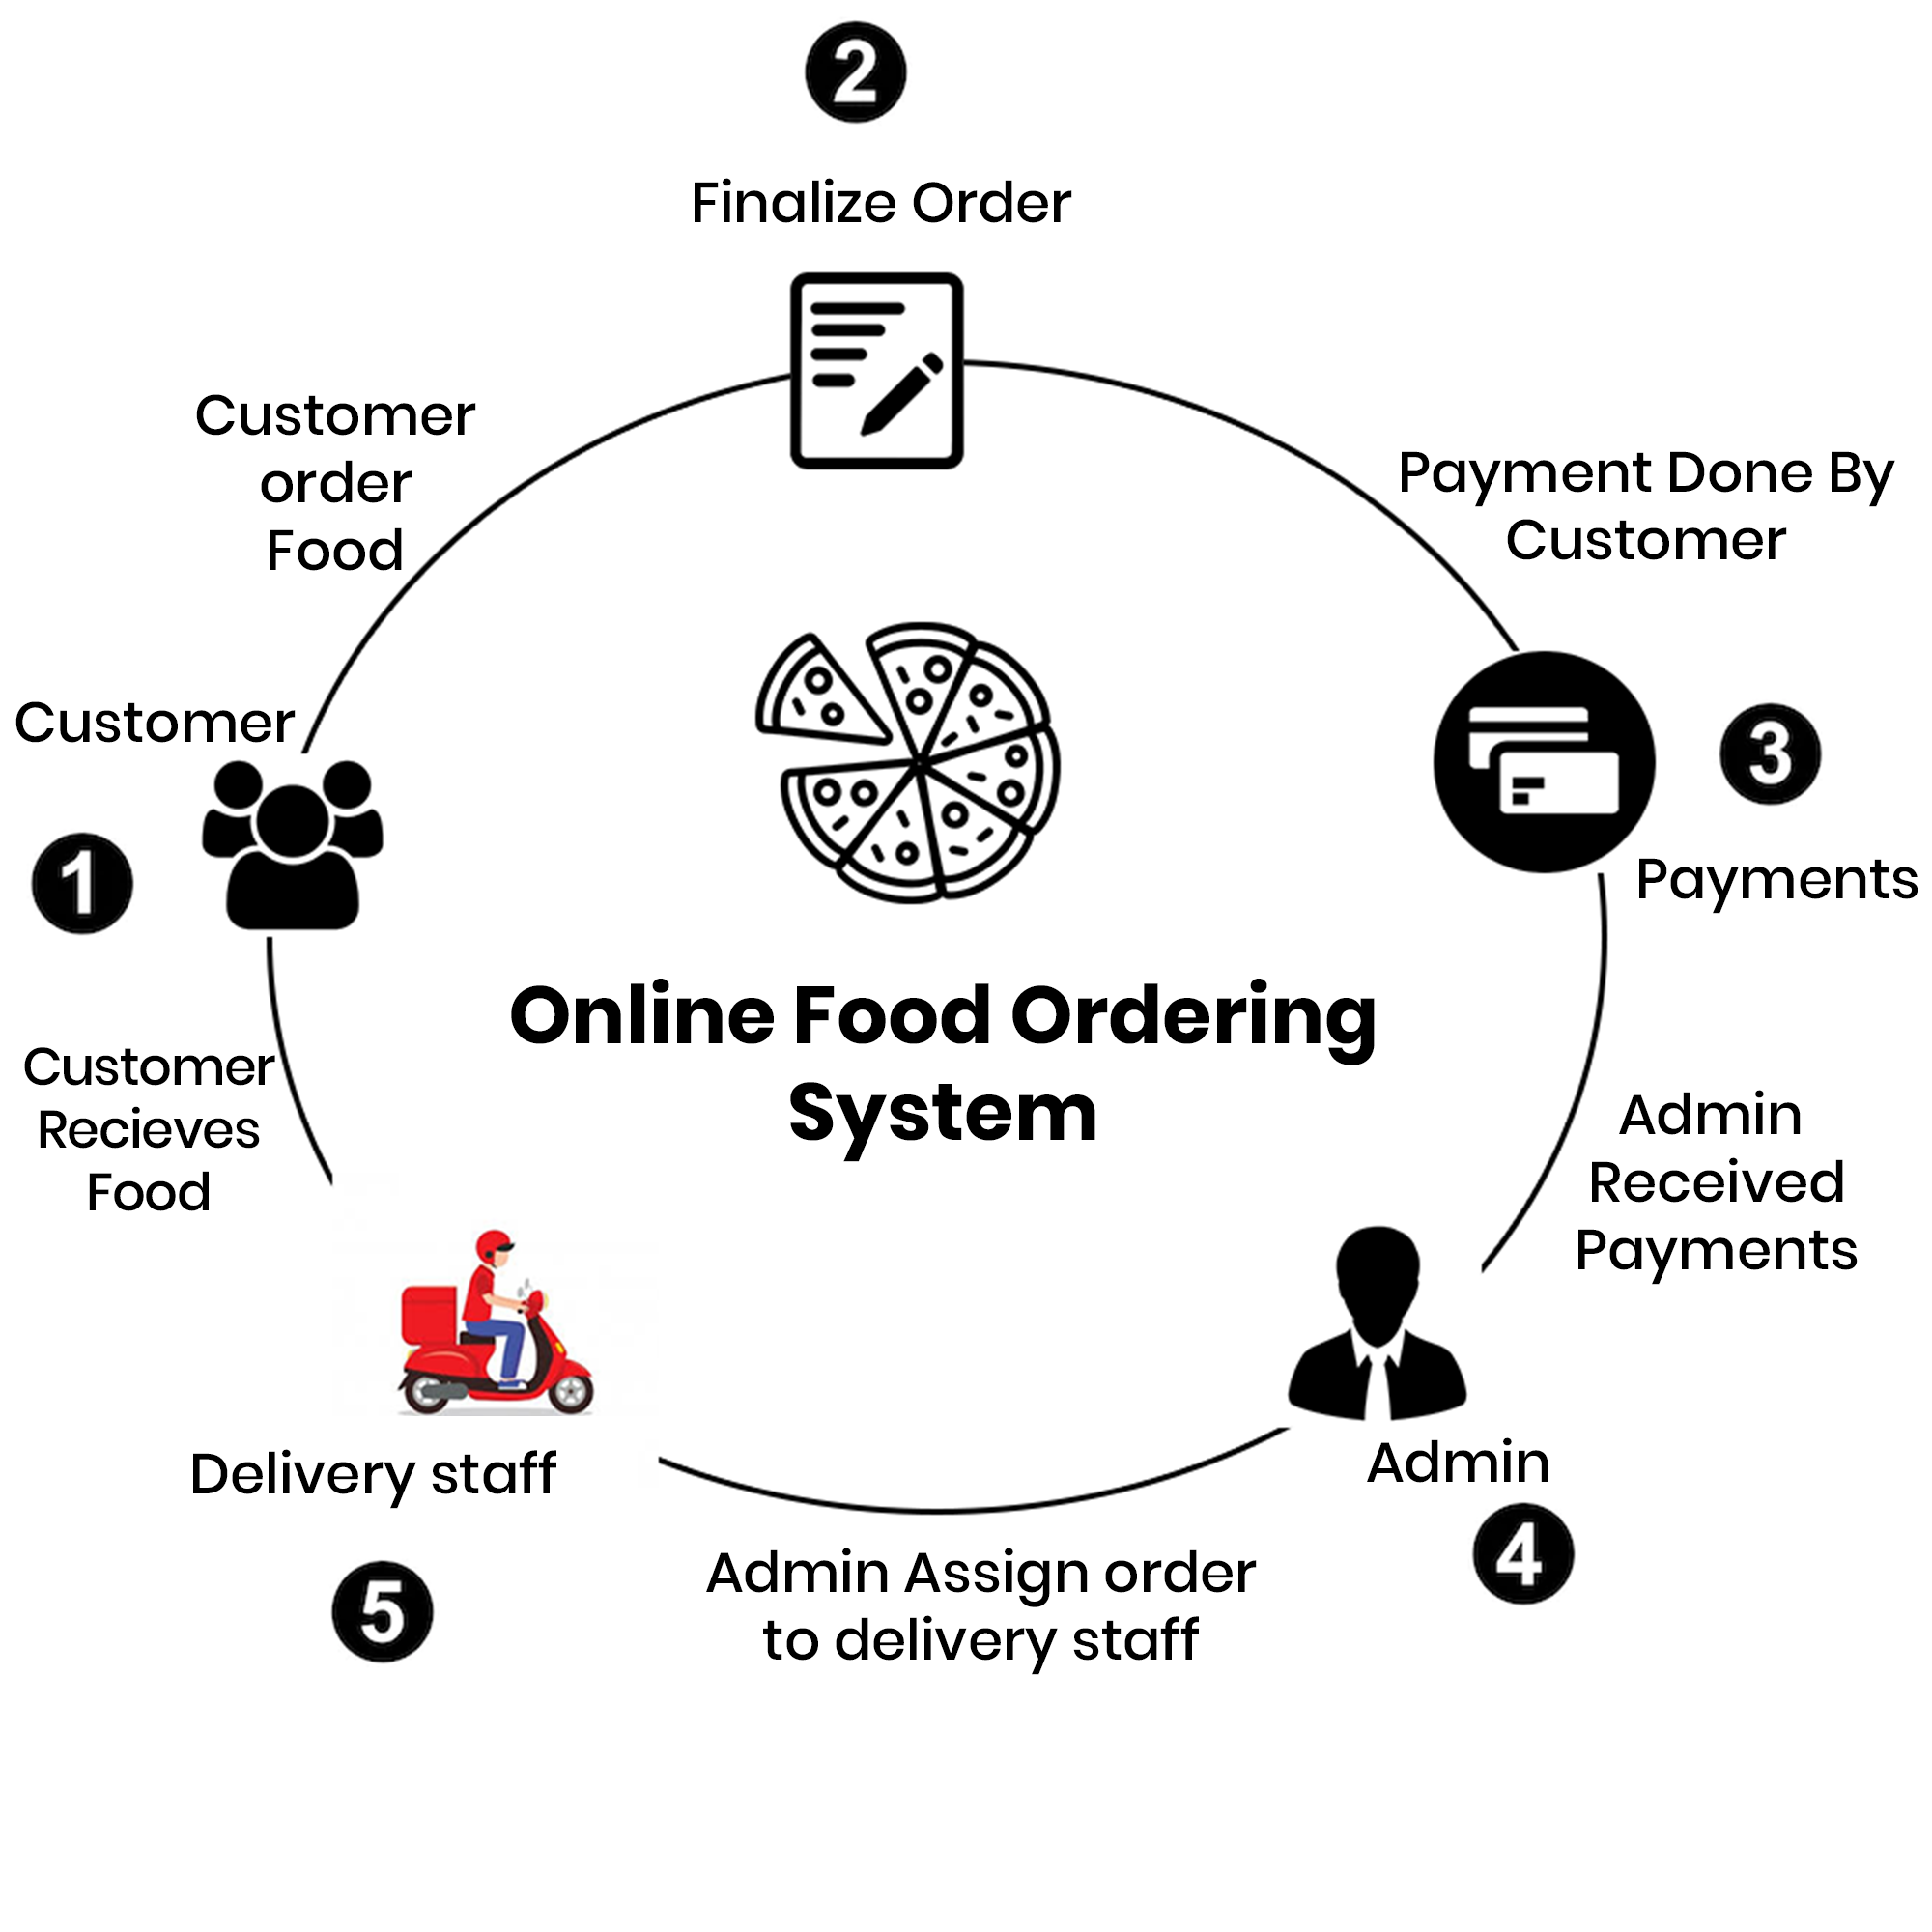 2
Finalize Order
Customer
order
Food
Payment Done By
Customer
Customer
1
3
Payments
Online Food Ordering
System
Customer
Recieves
Food
Admin
Received
Payments
Delivery staff
5
Admin
4
Admin Assign order
to delivery staff